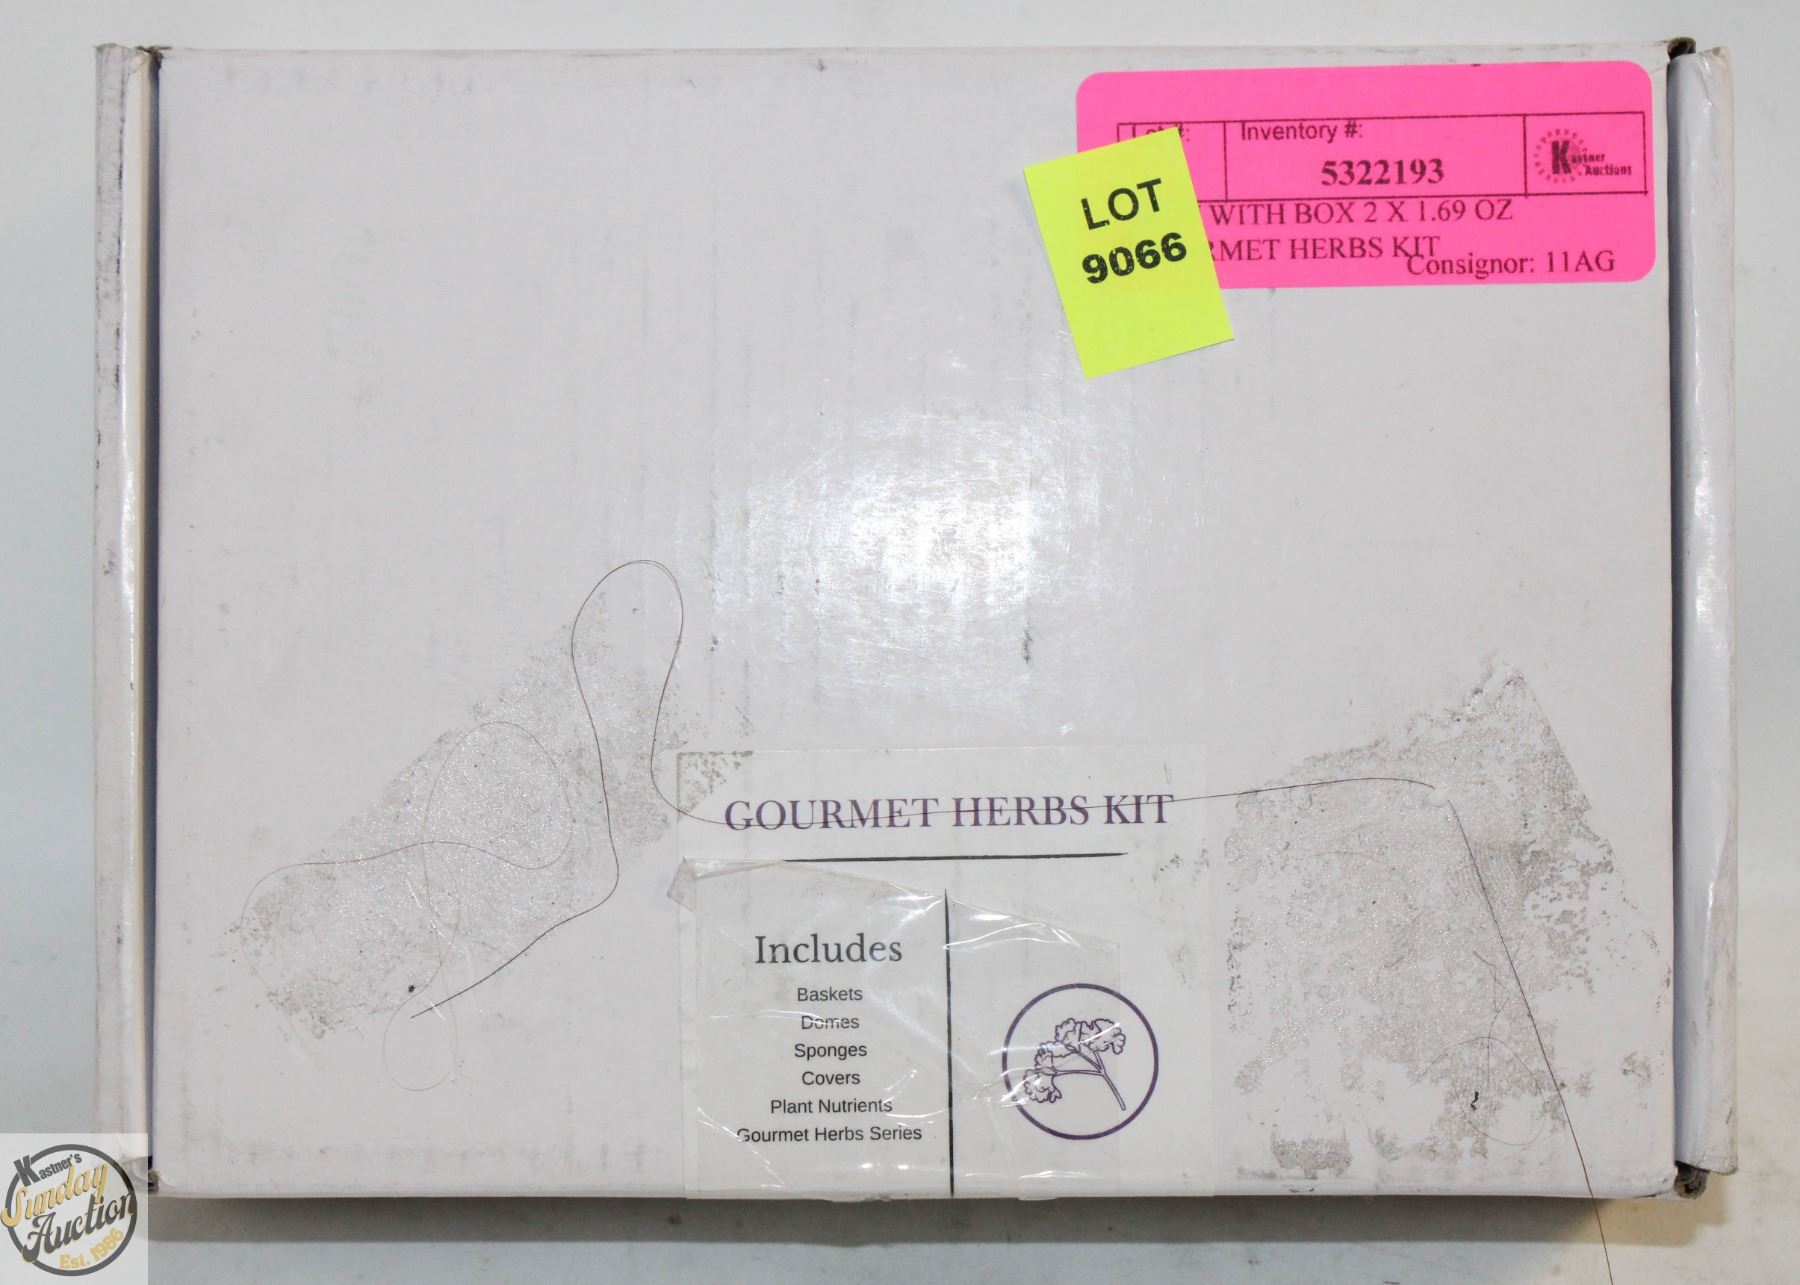 Inventory #:
5322193
Kastner
Auctions
WITH BOX 2 X 1.69 OZ
HERBS KIT
Consignor: 11AG
LOT
9066
GOURMET HERBS KIT
Includes
Baskets
Domes
Sponges
Covers
Plant Nutrients
Gourmet Herbs Series
Kastner's
Sunday
Auction
Est. 1986